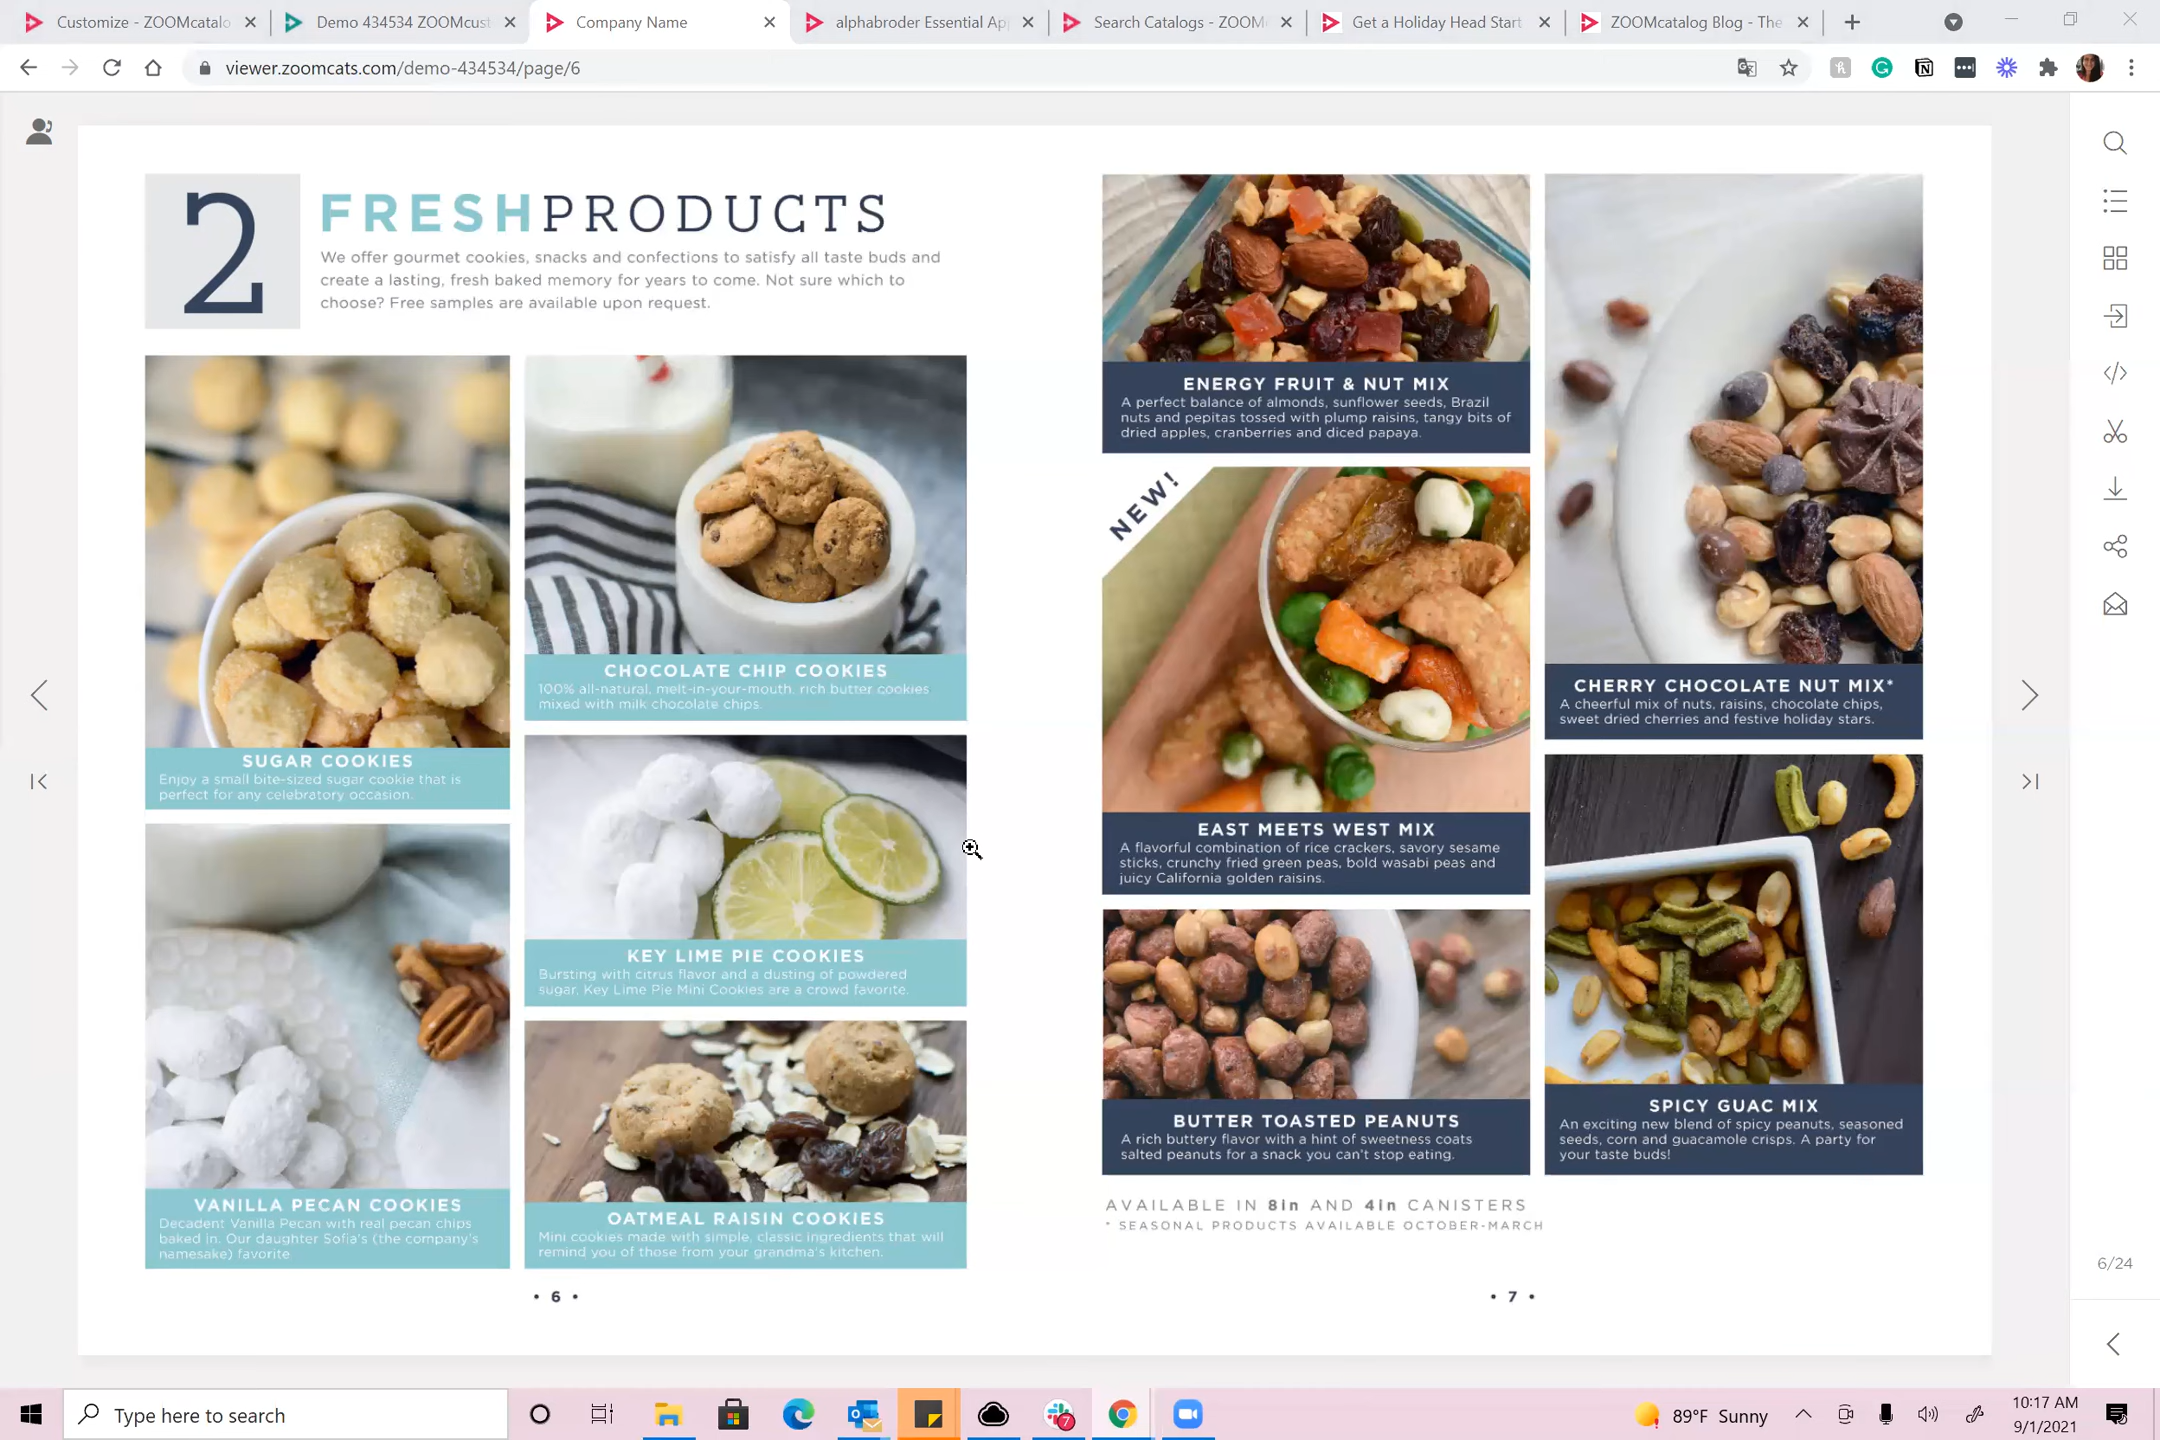 Customize - ZOOMcatalo
Demo 434534 ZOOMcust
Company Name
alphabroder Essential Ap
Search Catalogs - ZOOM
Get a Holiday Head Start
ZOOMcatalog Blog - The
viewer.zoomcats.com/demo-434534/page/6
2
FRESHPRODUCTS
We offer gourmet cookies, snacks and confections to satisfy all taste buds and
create a lasting, fresh baked memory for years to come. Not sure which to
choose? Free samples are available upon request.
SUGAR COOKIES
Enjoy a small bite-sized sugar cookie that is
perfect for any celebratory occasion.
CHOCOLATE CHIP COOKIES
100% all-natural, melt-in-your-mouth, rich butter cookies
mixed with milk chocolate chips.
KEY LIME PIE COOKIES
Bursting with citrus flavor and a dusting of powdered
sugar, Key Lime Pie Mini Cookies are a crowd favorite.
VANILLA PECAN COOKIES
Decadent Vanilla Pecan with real pecan chips
baked in. Our daughter Sofia's (the company's
namesake) favorite
OATMEAL RAISIN COOKIES
Mini cookies made with simple, classic ingredients that will
remind you of those from your grandma's kitchen.
• 6 •
ENERGY FRUIT & NUT MIX
A perfect balance of almonds, sunflower seeds, Brazil
nuts and pepitas tossed with plump raisins, tangy bits of
dried apples, cranberries and diced papaya.
NEW!
EAST MEETS WEST MIX
A flavorful combination of rice crackers, savory sesame
sticks, crunchy fried green peas, bold wasabi peas and
juicy California golden raisins.
BUTTER TOASTED PEANUTS
A rich buttery flavor with a hint of sweetness coats
salted peanuts for a snack you can't stop eating.
CHERRY CHOCOLATE NUT MIX*
A cheerful mix of nuts, raisins, chocolate chips,
sweet dried cherries and festive holiday stars.
SPICY GUAC MIX
An exciting new blend of spicy peanuts, seasoned
seeds, corn and guacamole crisps. A party for
your taste buds!
AVAILABLE IN 8in AND 4in CANISTERS
* SEASONAL PRODUCTS AVAILABLE OCTOBER-MARCH
• 7 •
6/24
Type here to search
7
89°F Sunny
10:17 AM
9/1/2021